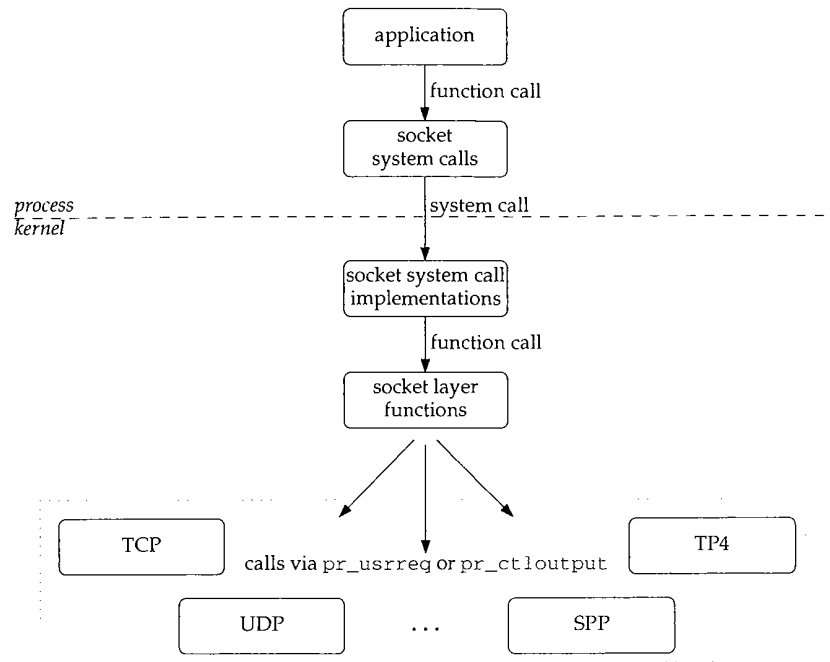 application
function call
socket
system calls
process
system call
kernel
socket system call
implementations
function call
socket layer
functions
TCP
TP4
calls via pr_usrreq or pr_ctloutput
UDP
...
SPP